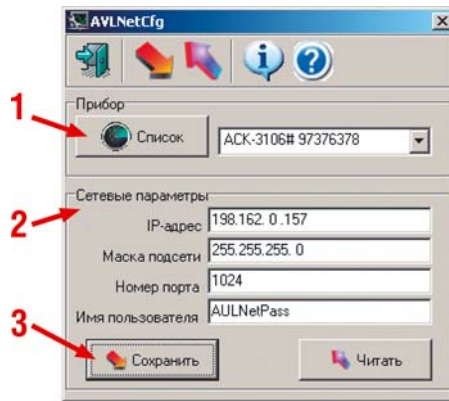 AVLNetCfg
Прибор
1
Список
ACK-3106# 97376378
Сетевые параметры
2
IP-адрес 198.162. 0 .157
Маска подсети 255.255.255. 0
Номер порта 1024
Имя пользователя AULNetPass
3
Сохранить
Читать